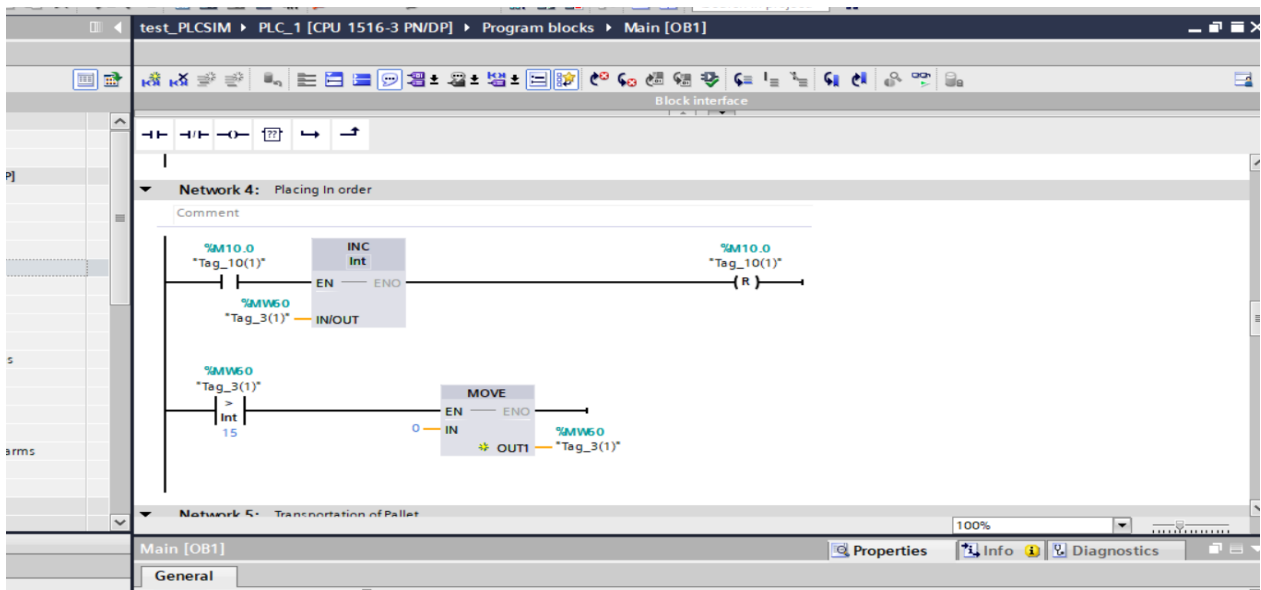 test_PLCSIM ▸ PLC_1 [CPU 1516-3 PN/DP] ▸ Program blocks ▸ Main [OB1]
Block interface
P]
Network 4: Placing In order
Comment
%M10.0
"Tag_10(1)"
INC
Int
%M10.0
"Tag_10(1)"
EN ENO
R
%MW60
"Tag_3(1)"
IN/OUT
s
%MW60
"Tag_3(1)"
>
Int
15
MOVE
EN ENO
0 IN
%MW60
OUT1 "Tag_3(1)"
arms
Network 5: Transportation of Pallet
100%
Main [OB1]
Properties Info Diagnostics
General